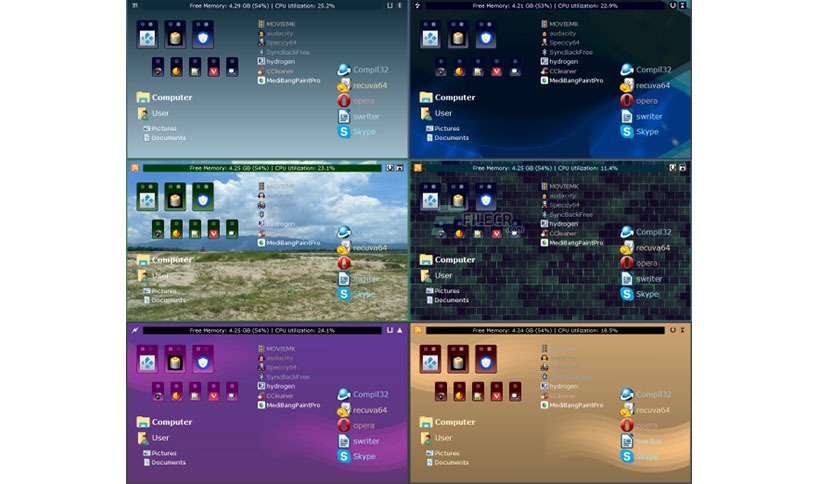 Free Memory: 4.29 GB (54%) | CPU Utilization: 25.2%
MOVIEMK
audacity
Speccy64
SyncBackFree
hydrogen
CCleaner
MediBangPaintPro
Compil32
recuva64
opera
swriter
Skype
Computer
User
Pictures
Documents
Free Memory: 4.21 GB (53%) | CPU Utilization: 22.9%
MOVIEMK
audacity
Speccy64
SyncBackFree
hydrogen
CCleaner
MediBangPaintPro
Compil32
recuva64
opera
swriter
Skype
Computer
User
Pictures
Documents
Free Memory: 4.25 GB (54%) | CPU Utilization: 23.1%
MOVIEMK
audacity
Speccy64
hydrogen
CCleaner
MediBangPaintPro
Compil32
recuva64
swriter
Skype
Computer
User
Pictures
Documents
Free Memory: 4.25 GB (54%) | CPU Utilization: 11.4%
MOVIEMK
audacity
Speccy64
SyncBackFree
hydrogen
CCleaner
MediBangPaintPro
FILECR
Compil32
recuva64
opera
swriter
Skype
Computer
User
Pictures
Documents
Free Memory: 4.25 GB (54%) | CPU Utilization: 24.1%
MOVIEMK
audacity
Speccy64
SyncBackFree
hydrogen
CCleaner
MediBangPaintPro
Compil32
recuva64
opera
swriter
Skype
Computer
User
Pictures
Documents
Free Memory: 4.24 GB (54%) | CPU Utilization: 18.5%
MOVIEMK
audacity
Speccy64
SyncBackFree
hydrogen
CCleaner
MediBangPaintPro
Compil32
recuva64
opera
swriter
Skype
Computer
User
Pictures
Documents